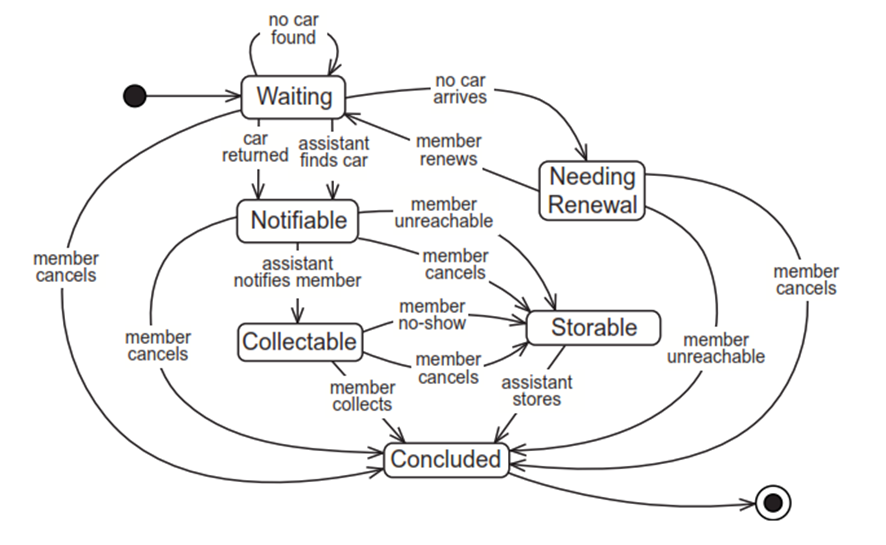 no car
found
Waiting
no car
arrives
car
returned
assistant
finds car
member
renews
Needing
Renewal
Notifiable
member
unreachable
member
cancels
assistant
notifies member
member
cancels
member
cancels
member
no-show
Collectable
Storable
member
cancels
member
cancels
member
unreachable
member
collects
assistant
stores
Concluded